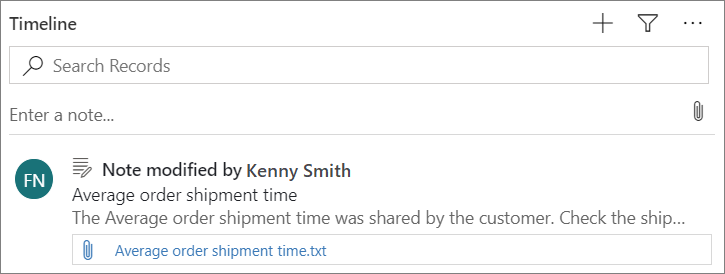 Timeline
Search Records
Enter a note...
FN
Note modified by Kenny Smith
Average order shipment time
The Average order shipment time was shared by the customer. Check the ship...
Average order shipment time.txt